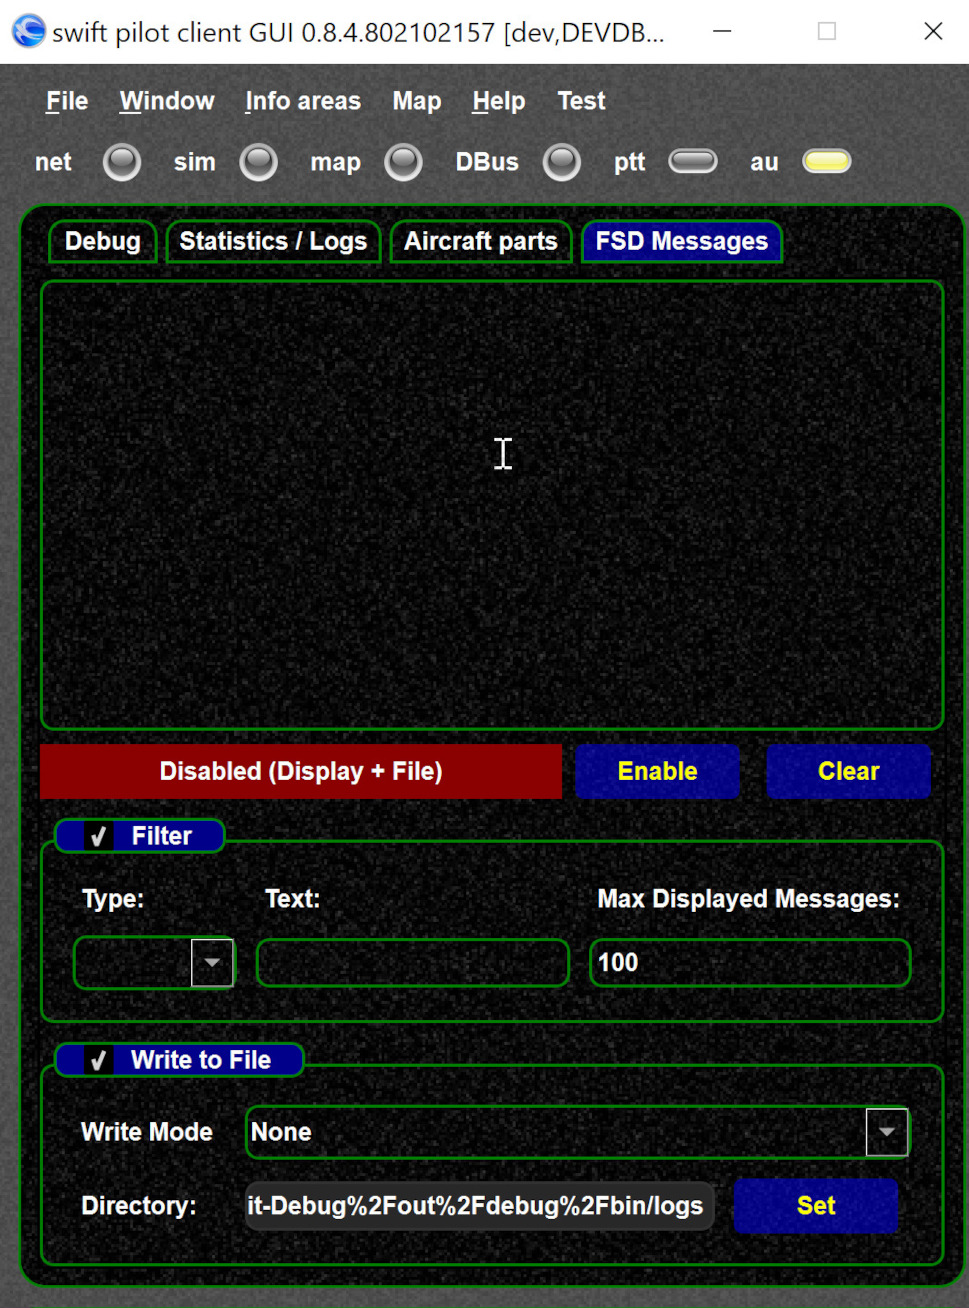 swift pilot client GUI 0.8.4.802102157 [dev,DEVDB...
File Window Info areas Map Help Test
net sim map DBus ptt au
Debug Statistics / Logs Aircraft parts FSD Messages
Disabled (Display + File) Enable Clear
Filter
Type: Text: Max Displayed Messages:
100
Write to File
Write Mode None
Directory: it-Debug%2Fout%2Fdebug%2Fbin/logs Set